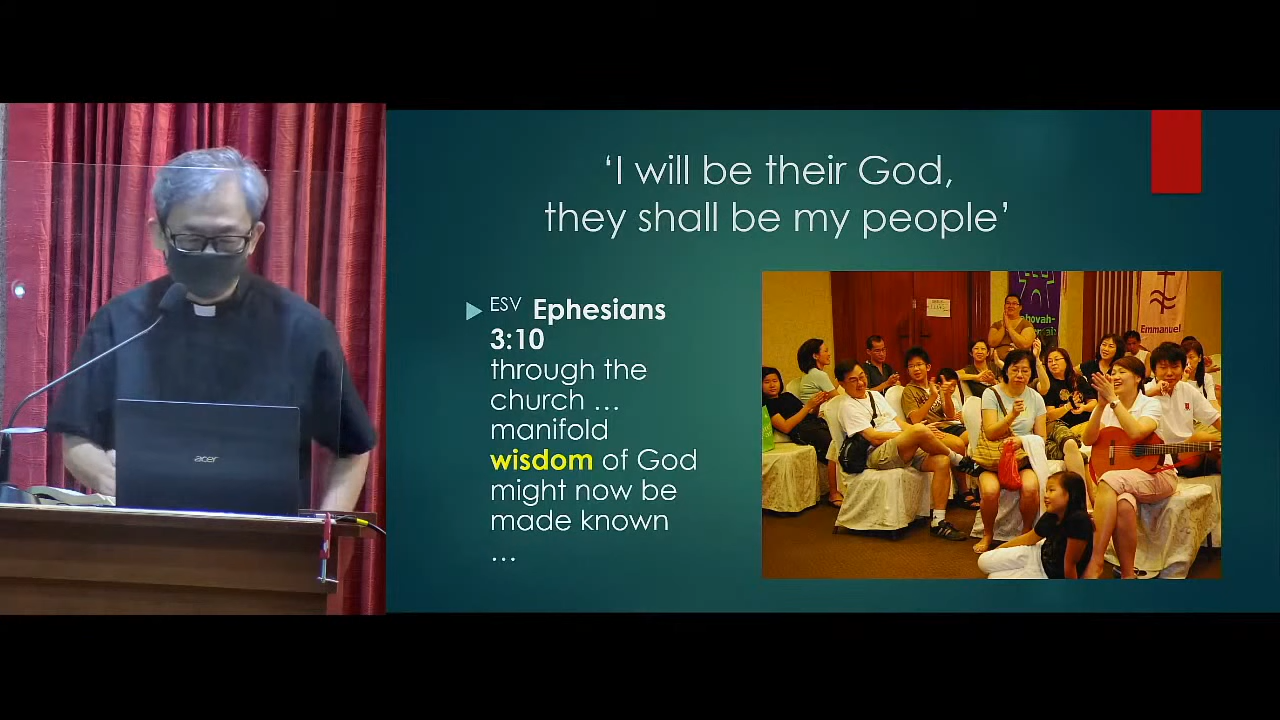 'I will be their God,
they shall be my people'
ESV Ephesians
3:10
through the
church ...
manifold
wisdom of God
might now be
made known
...
acer
Emmanuel